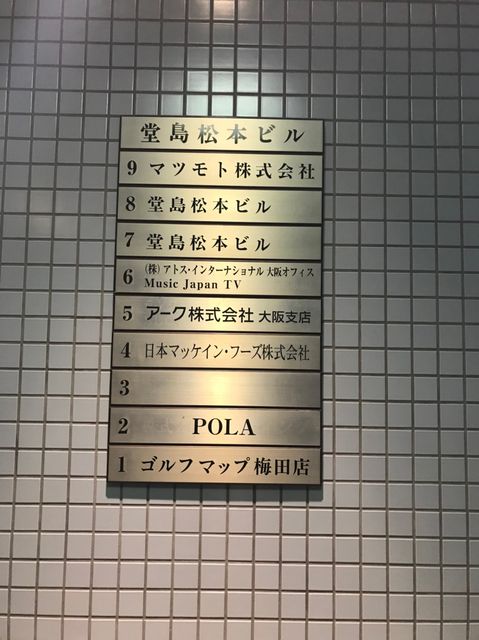 堂島松本ビル
9 マツモト株式会社
8 堂島松本ビル
7 堂島松本ビル
6 (株)アトス・インターナショナル 大阪オフィス
Music Japan TV
5 アーク株式会社 大阪支店
4 日本マッケイン・フーズ株式会社
3
2 POLA
1 ゴルフマップ梅田店